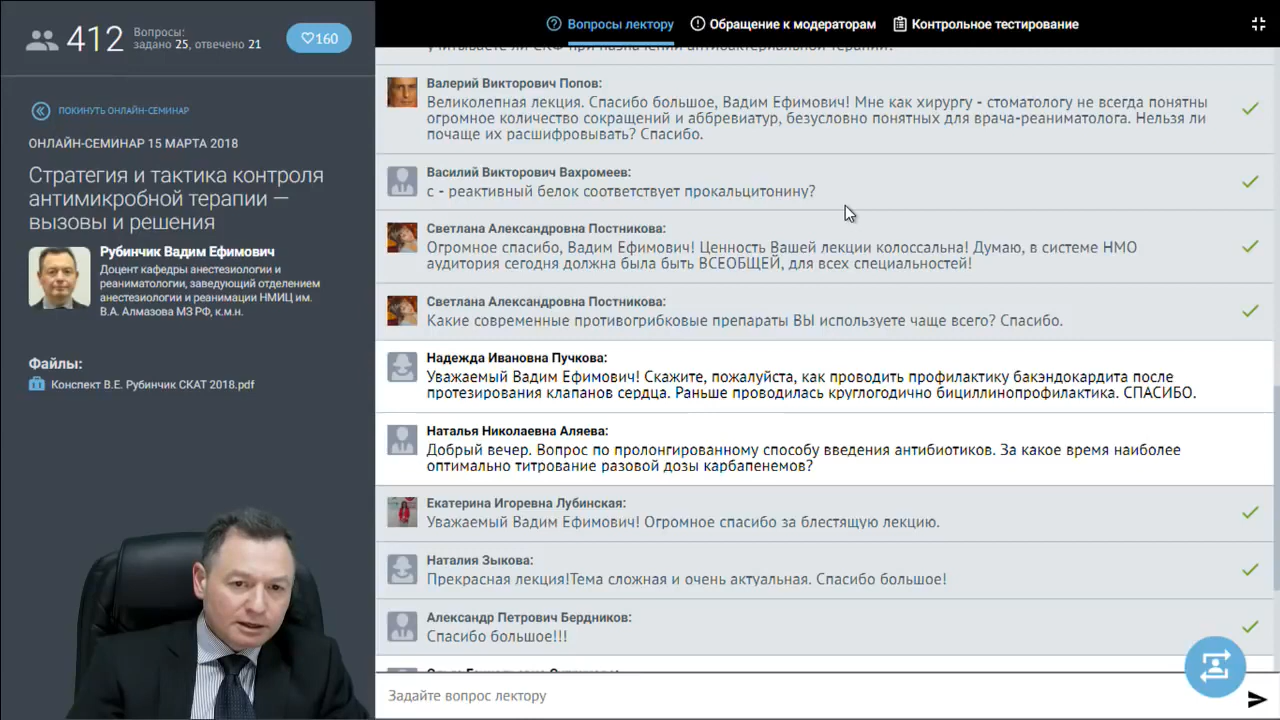 412
Вопросы:
задано 25, отвечено 21
160
ПОКИНУТЬ ОНЛАЙН-СЕМИНАР
ОНЛАЙН-СЕМИНАР 15 МАРТА 2018
Стратегия и тактика контроля
антимикробной терапии —
вызовы и решения
Рубинчик Вадим Ефимович
Доцент кафедры анестезиологии и
реаниматологии, заведующий отделением
анестезиологии и реанимации НМИЦ им.
В.А. Алмазова МЗ РФ, к.м.н.
Файлы:
Конспект В.Е. Рубинчик СКАТ 2018.pdf
Вопросы лектору
Обращение к модераторам
Контрольное тестирование
учитываете ли СКФ при назначении антибактериальной терапии?
Валерий Викторович Попов:
Великолепная лекция. Спасибо большое, Вадим Ефимович! Мне как хирургу - стоматологу не всегда понятны
огромное количество сокращений и аббревиатур, безусловно понятных для врача-реаниматолога. Нельзя ли
почаще их расшифровывать? Спасибо.
Василий Викторович Вахромеев:
с - реактивный белок соответствует прокальцитонину?
Светлана Александровна Постникова:
Огромное спасибо, Вадим Ефимович! Ценность Вашей лекции колоссальна! Думаю, в системе НМО
аудитория сегодня должна была быть ВСЕОБЩЕЙ, для всех специальностей!
Светлана Александровна Постникова:
Какие современные противогрибковые препараты ВЫ используете чаще всего? Спасибо.
Надежда Ивановна Пучкова:
Уважаемый Вадим Ефимович! Скажите, пожалуйста, как проводить профилактику бакэндокардита после
протезирования клапанов сердца. Раньше проводилась круглогодично бициллинопрофилактика. СПАСИБО.
Наталья Николаевна Аляева:
Добрый вечер. Вопрос по пролонгированному способу введения антибиотиков. За какое время наиболее
оптимально титрование разовой дозы карбапенемов?
Екатерина Игоревна Лубинская:
Уважаемый Вадим Ефимович! Огромное спасибо за блестящую лекцию.
Наталия Зыкова:
Прекрасная лекция!Тема сложная и очень актуальная. Спасибо большое!
Александр Петрович Бердников:
Спасибо большое!!!
Задайте вопрос лектору